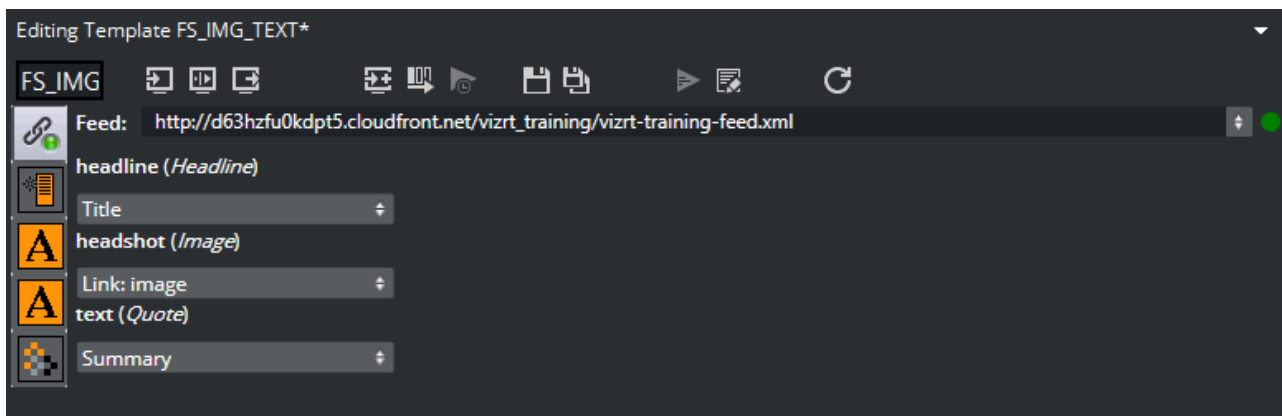 Editing Template FS_IMG_TEXT*
FS_IMG
Feed: http://d63hzfu0kdpt5.cloudfront.net/vizrt_training/vizrt-training-feed.xml
headline (Headline)
Title
headshot (Image)
Link: image
text (Quote)
Summary
A
A